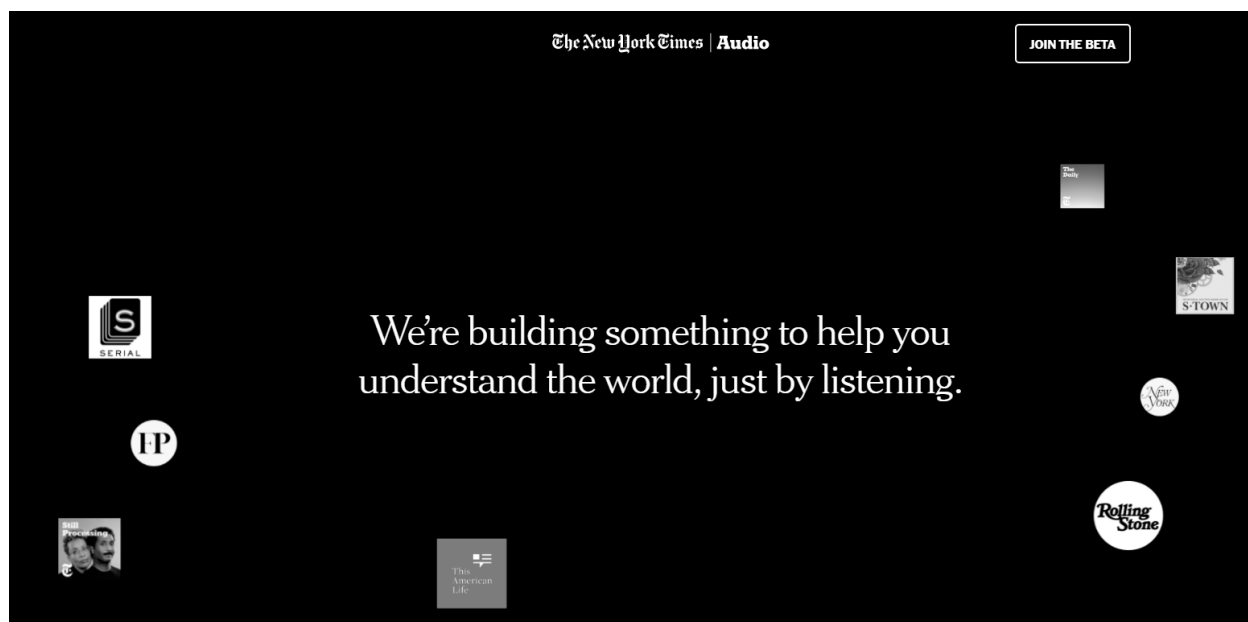 The New York Times | Audio
JOIN THE BETA
The
Daily
S-TOWN
S
SERIAL
We're building something to help you
understand the world, just by listening.
NEW
YORK
FP
Rolling
Stone
Still
Processing
This
American
Life